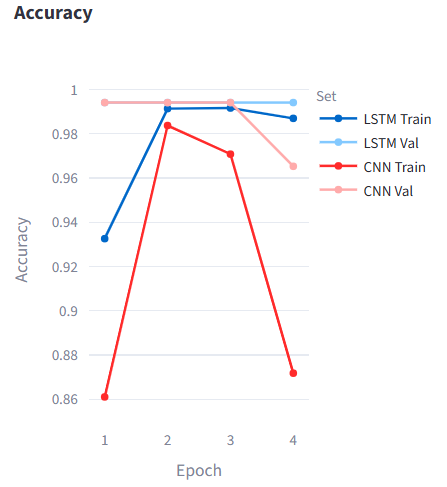 Accuracy
1
0.98
0.96
0.94
0.92
0.9
0.88
0.86
Accuracy
1 2 3 4
Epoch
Set
LSTM Train
LSTM Val
CNN Train
CNN Val